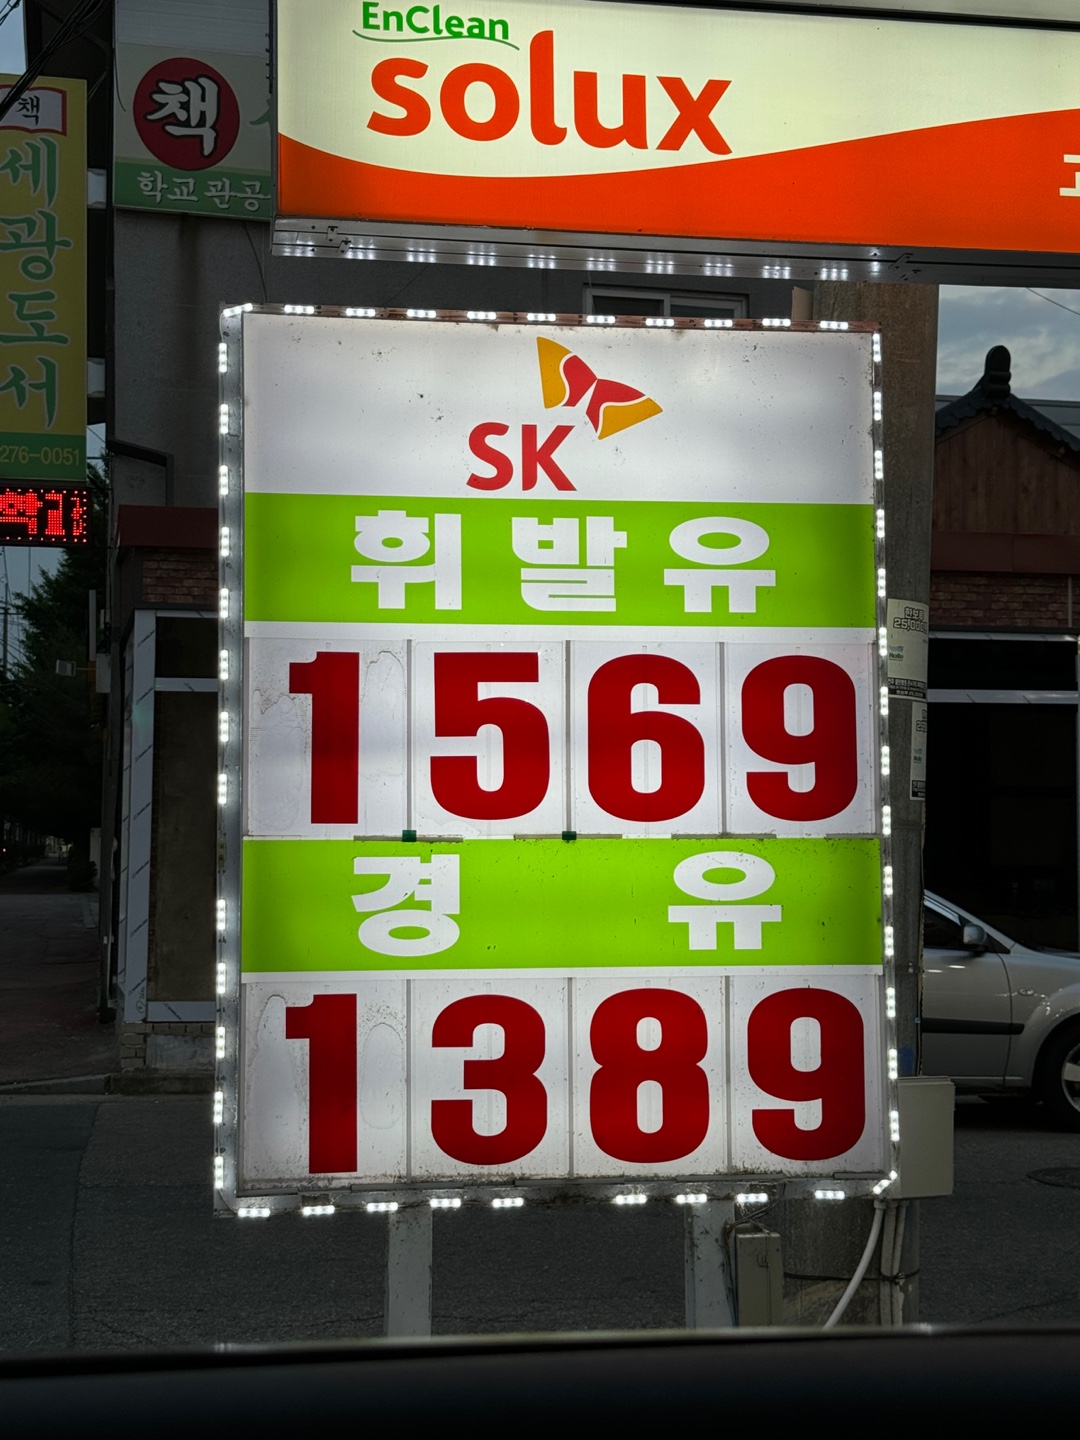 EnClean
solux
책
학교관공
책
세광도서
276-0051
SK
휘발유
1569
경유
1389